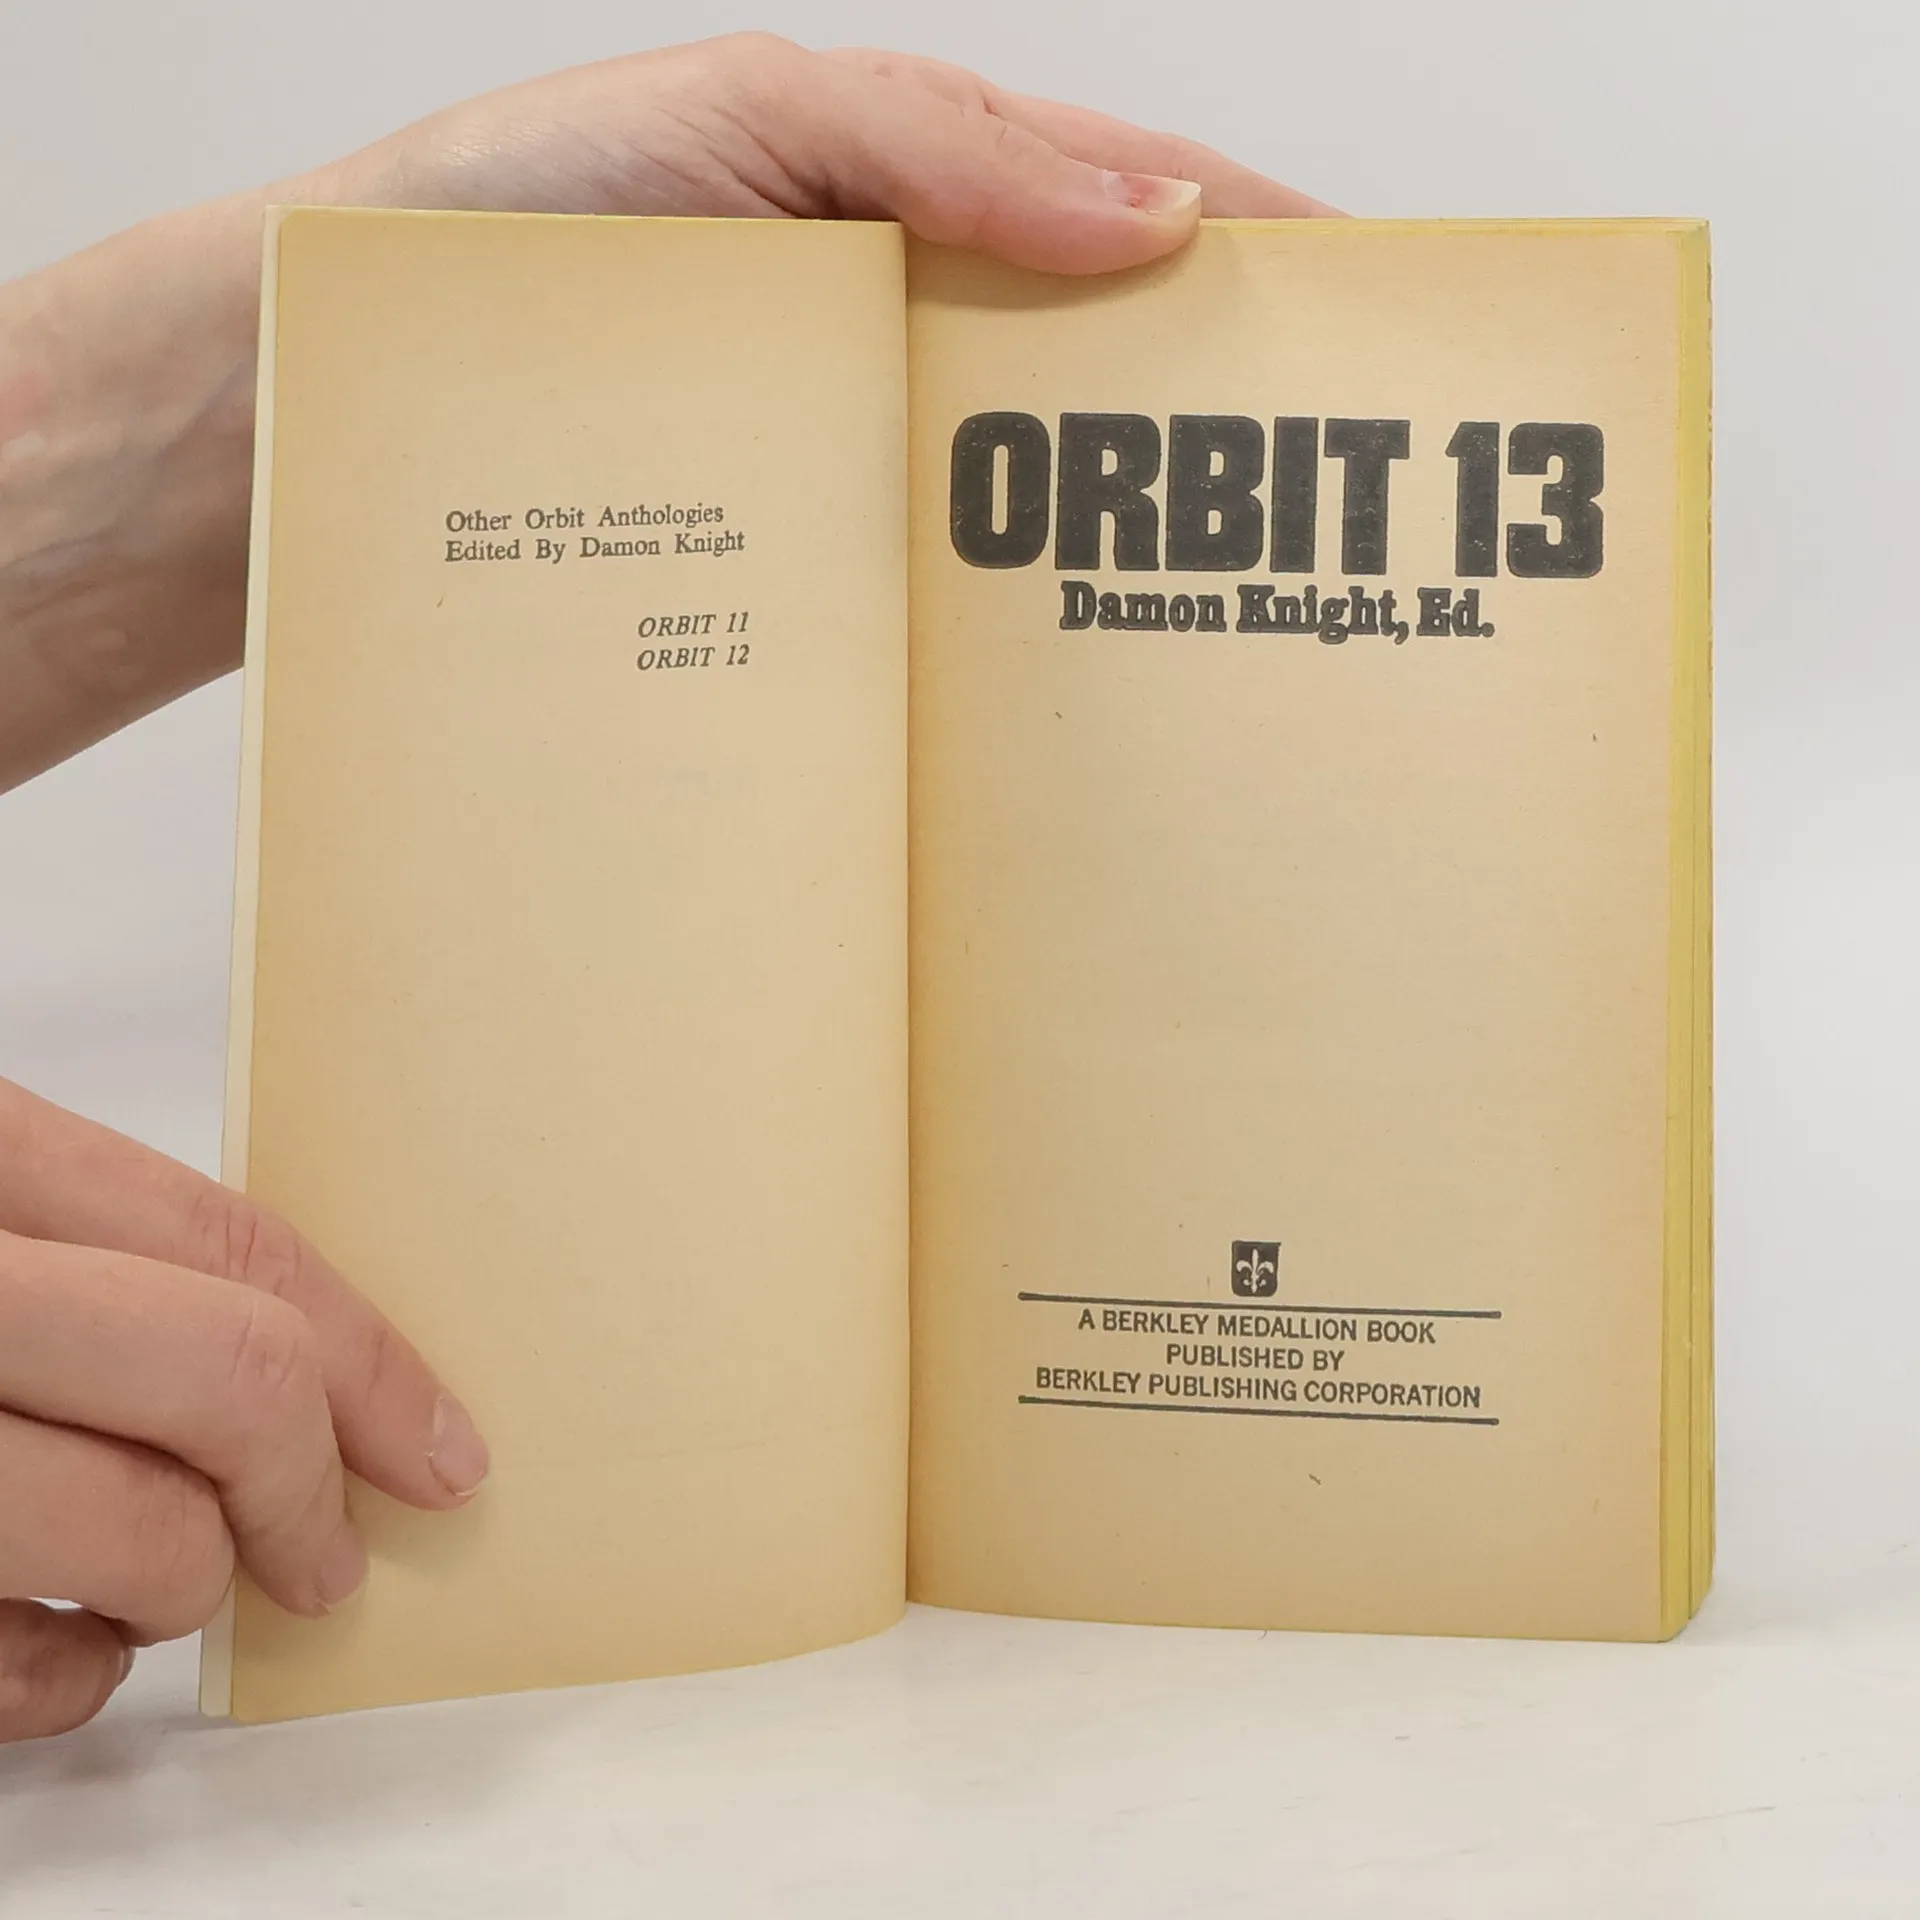 Other Orbit Anthologies
Edited By Damon Knight
ORBIT 11
ORBIT 12
ORBIT 13
Damon Knight, Ed.
A BERKLEY MEDALLION BOOK
PUBLISHED BY
BERKLEY PUBLISHING CORPORATION